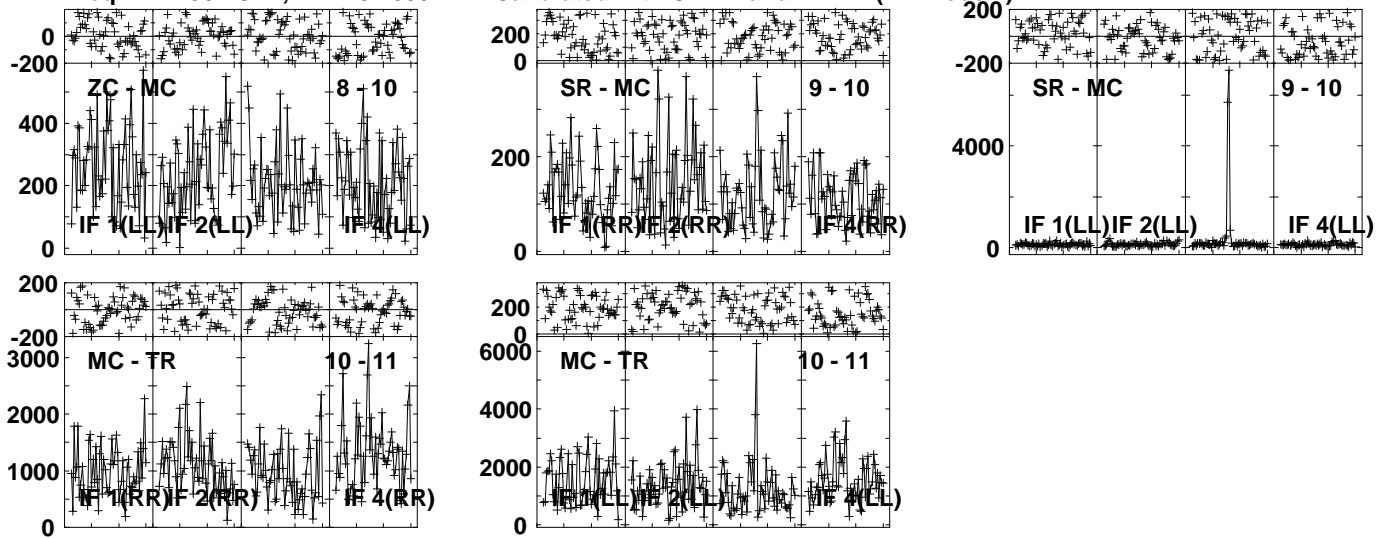 0
-200
ZC - MC 8 - 10
400
200
0
IF 1(LL) IF 2(LL) IF 4(LL)
200
0
SR - MC 9 - 10
200
0
IF 1(RR) IF 2(RR) IF 4(RR)
200
0
-200
SR - MC 9 - 10
4000
0
IF 1(LL) IF 2(LL) IF 4(LL)
200
0
-200
MC - TR 10 - 11
3000
2000
1000
0
IF 1(RR) IF 2(RR) IF 4(RR)
200
0
MC - TR 10 - 11
6000
4000
2000
0
IF 1(LL) IF 2(LL) IF 4(LL)